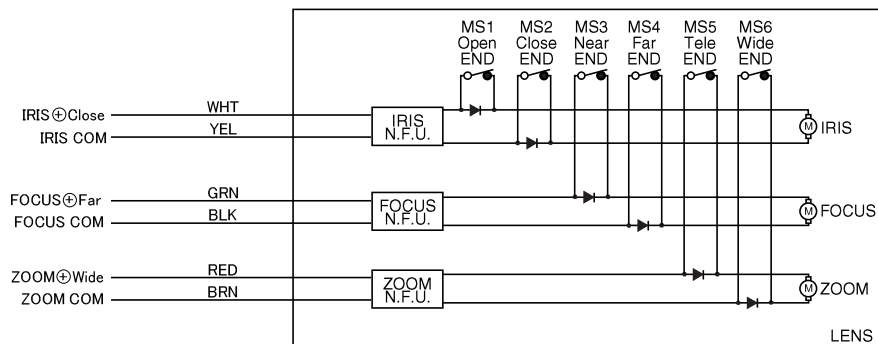 MS1 MS2 MS3 MS4 MS5 MS6
Open Close Near Far Tele Wide
END END END END END END
IRIS⊕Close WHT
IRIS COM YEL
IRIS
N.F.U.
M IRIS
FOCUS⊕Far GRN
FOCUS COM BLK
FOCUS
N.F.U.
M FOCUS
ZOOM⊕Wide RED
ZOOM COM BRN
ZOOM
N.F.U.
M ZOOM
LENS